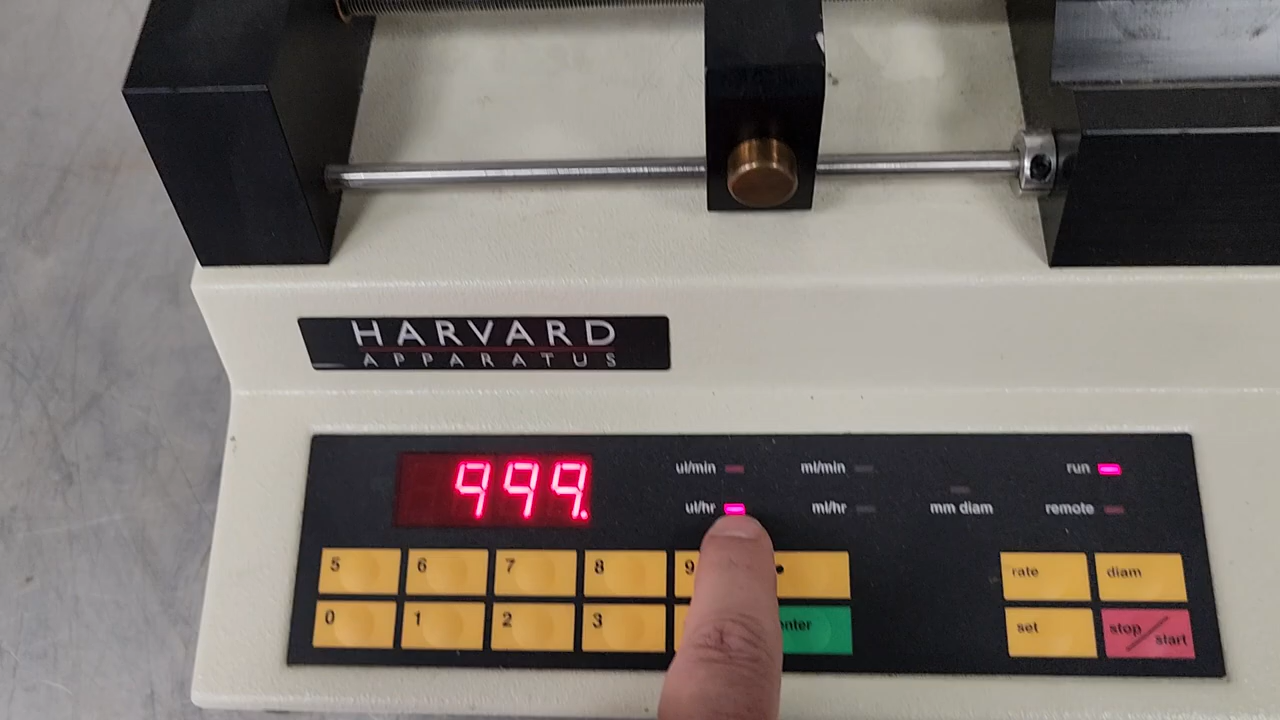 HARVARD
APPARATUS
999.
ul/min
ml/min
run
ul/hr
ml/hr
mm diam
remote
5
6
7
8
9
•
rate
diam
0
1
2
3
set
stop / start